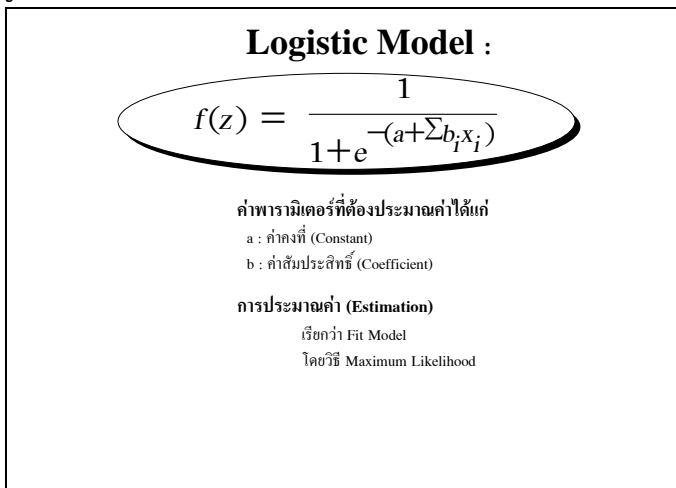 Logistic Model :
f(z) = 1 / 1+e^-(a+Σb_i x_i)
ค่าพารามิเตอร์ที่ต้องประมาณค่าได้แก่
a : ค่าคงที่ (Constant)
b : ค่าสัมประสิทธิ์ (Coefficient)
การประมาณค่า (Estimation)
เรียกว่า Fit Model
โดยวิธี Maximum Likelihood